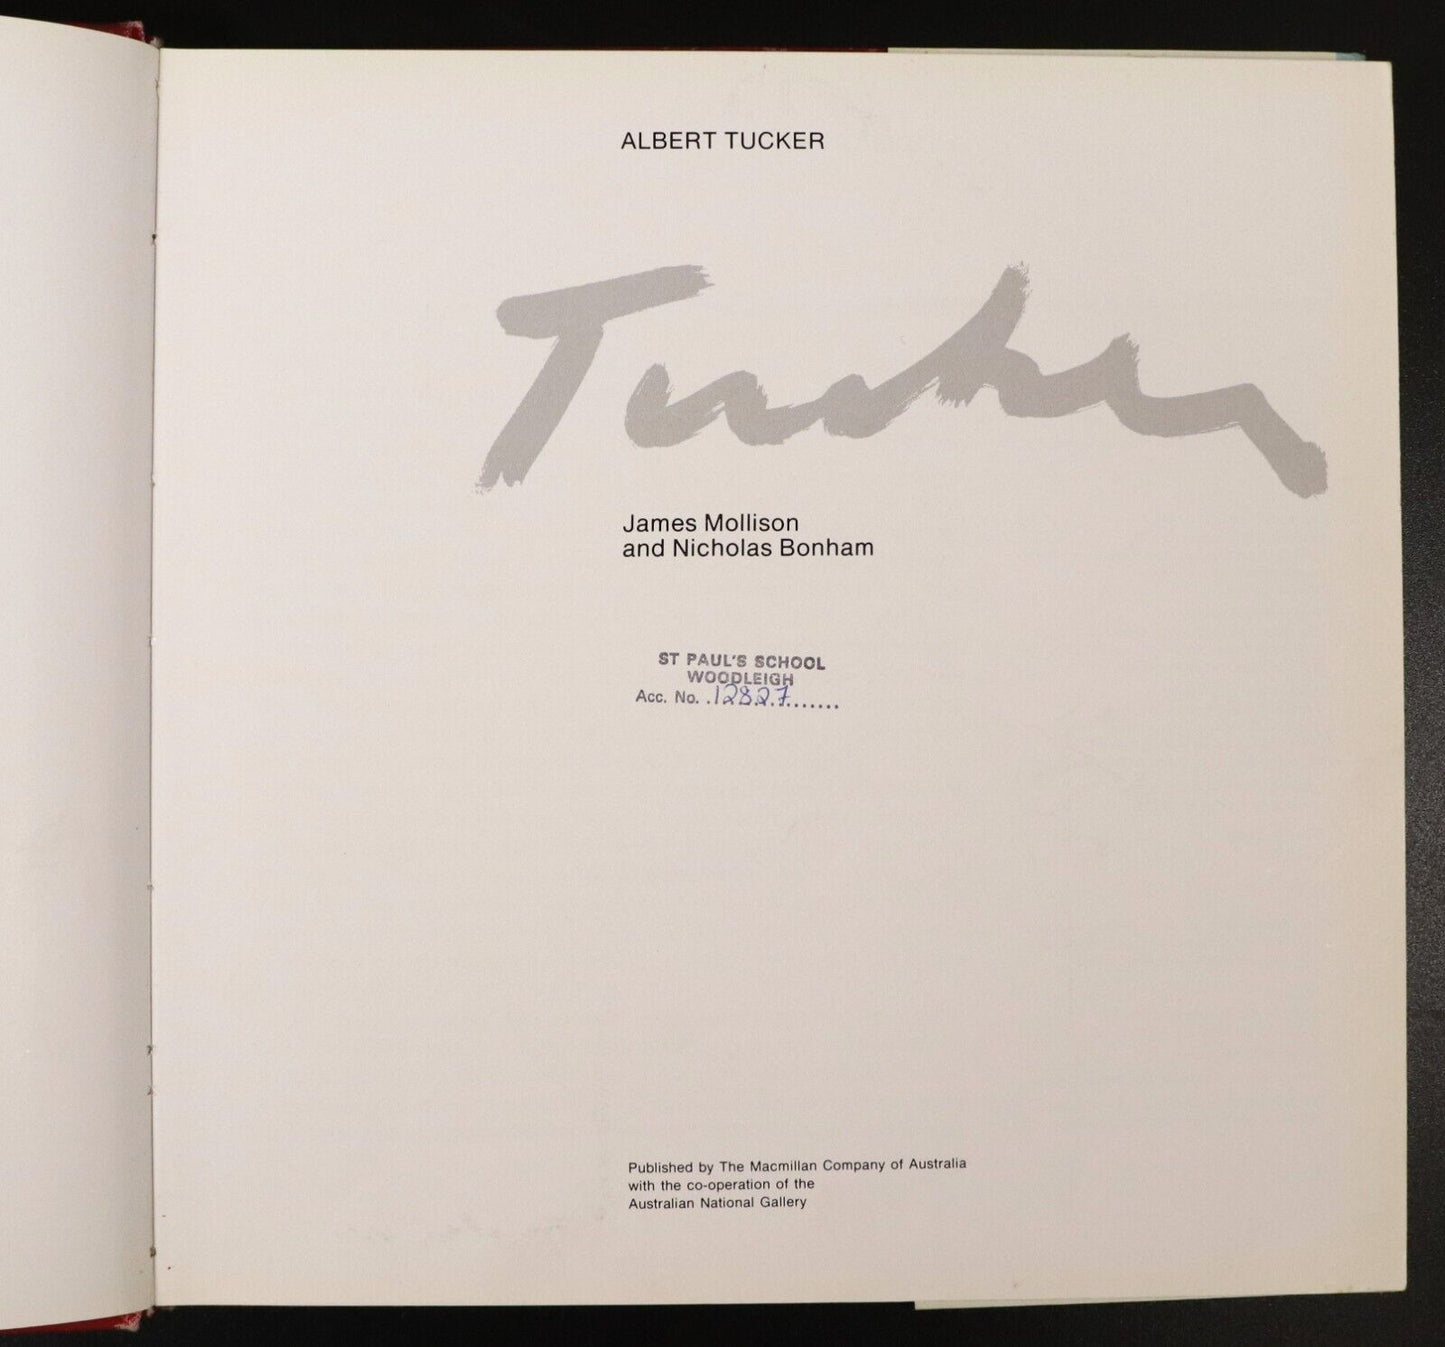 ALBERT TUCKER
Tucker
James Mollison
and Nicholas Bonham
ST PAUL'S SCHOOL
WOODLEIGH
Acc. No. .12827.......
Published by The Macmillan Company of Australia
with the co-operation of the
Australian National Gallery